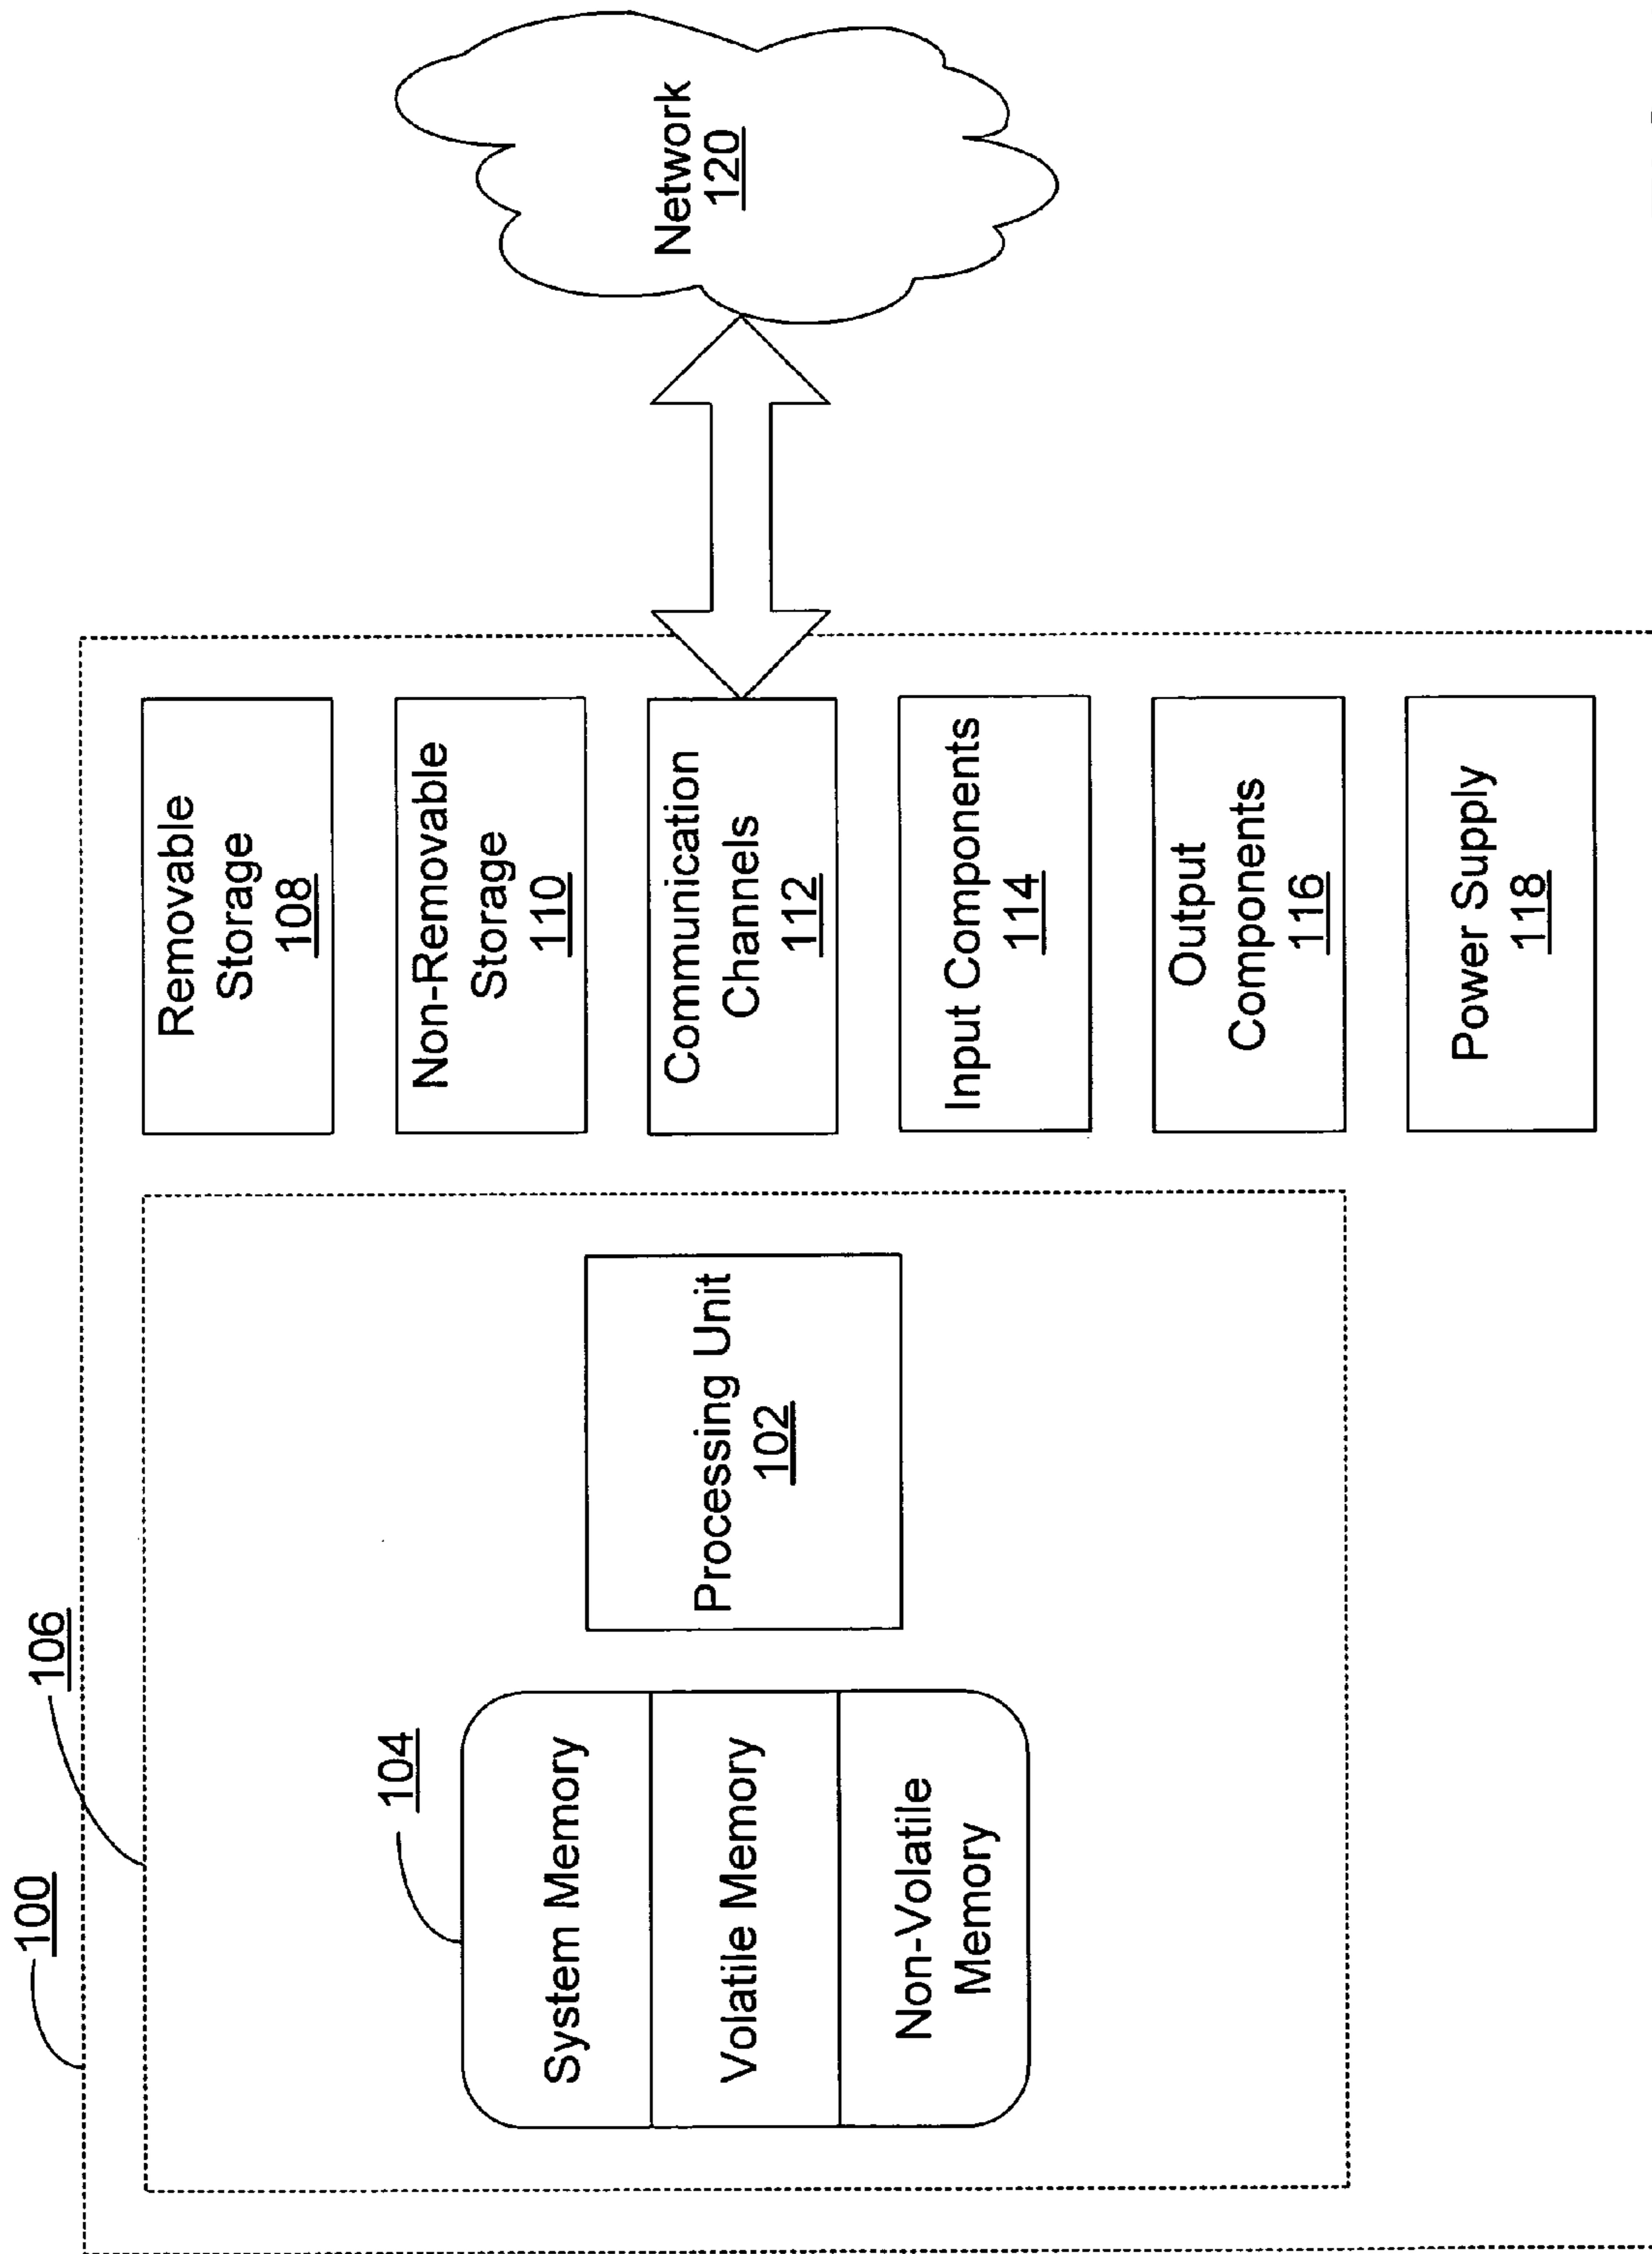 100
106
104
System Memory
Volatile Memory
Non-Volatile
Memory
Processing Unit
102
Removable
Storage
108
Non-Removable
Storage
110
Communication
Channels
112
Input Components
114
Output
Components
116
Power Supply
118
Network
120